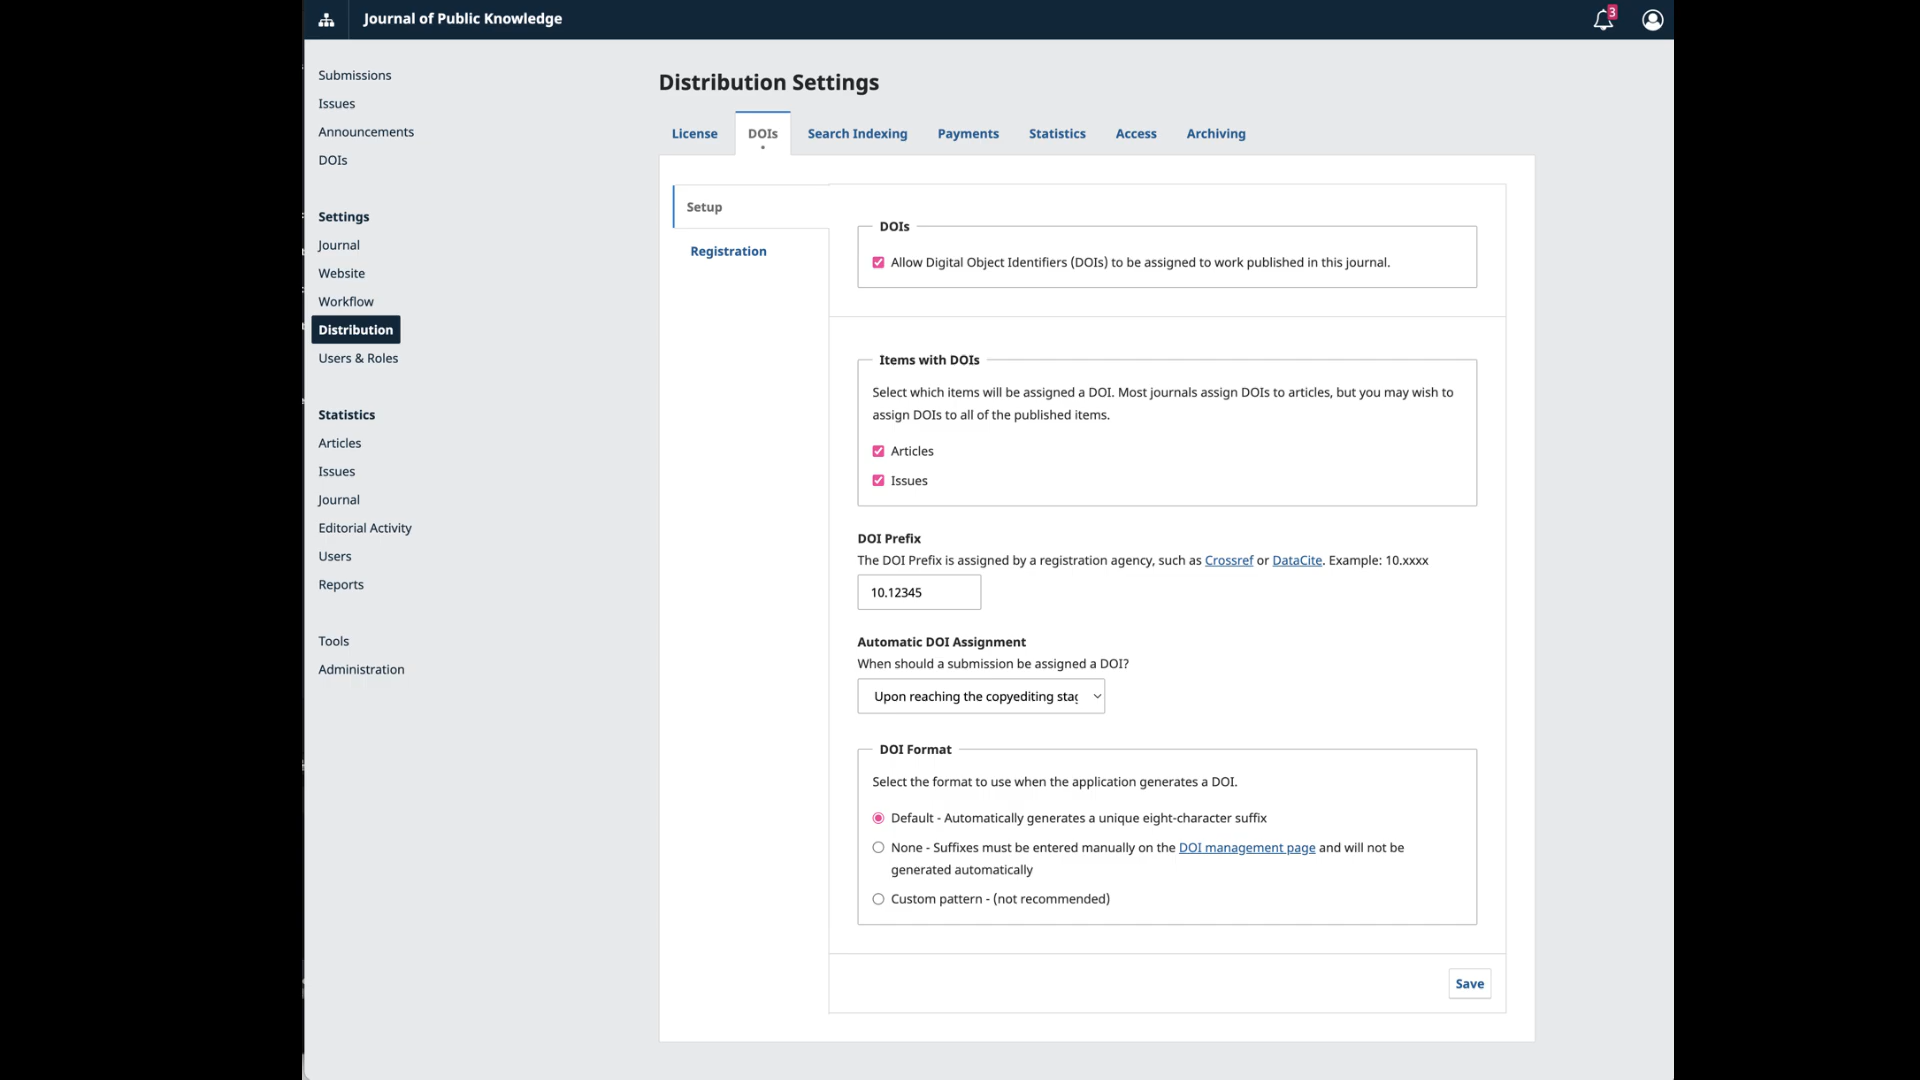 Journal of Public Knowledge
3
Submissions
Issues
Announcements
DOIs
Settings
Journal
Website
Workflow
Distribution
Users & Roles
Statistics
Articles
Issues
Journal
Editorial Activity
Users
Reports
Tools
Administration
Distribution Settings
License DOIs Search Indexing Payments Statistics Access Archiving
Setup
Registration
DOIs
Allow Digital Object Identifiers (DOIs) to be assigned to work published in this journal.
Items with DOIs
Select which items will be assigned a DOI. Most journals assign DOIs to articles, but you may wish to
assign DOIs to all of the published items.
Articles
Issues
DOI Prefix
The DOI Prefix is assigned by a registration agency, such as Crossref or DataCite. Example: 10.xxxx
10.12345
Automatic DOI Assignment
When should a submission be assigned a DOI?
Upon reaching the copyediting stag
DOI Format
Select the format to use when the application generates a DOI.
Default - Automatically generates a unique eight-character suffix
None - Suffixes must be entered manually on the DOI management page and will not be
generated automatically
Custom pattern - (not recommended)
Save